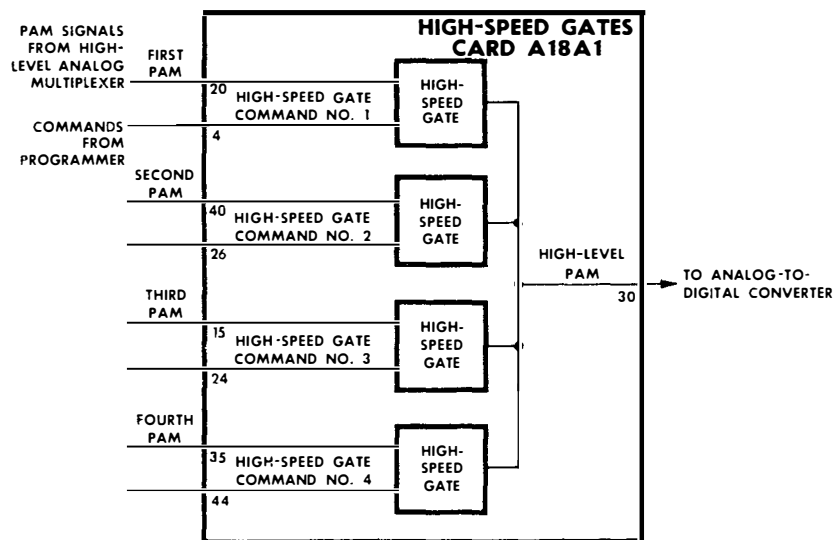 HIGH-SPEED GATES
CARD A18A1
PAM SIGNALS
FROM HIGH-
LEVEL ANALOG
MULTIPLEXER
FIRST
PAM
20
HIGH-SPEED GATE
COMMAND NO. 1
4
COMMANDS
FROM
PROGRAMMER
HIGH-
SPEED
GATE
SECOND
PAM
40
HIGH-SPEED GATE
COMMAND NO. 2
26
HIGH-
SPEED
GATE
HIGH-LEVEL
PAM
30
TO ANALOG-TO-
DIGITAL CONVERTER
THIRD
PAM
15
HIGH-SPEED GATE
COMMAND NO. 3
24
HIGH-
SPEED
GATE
FOURTH
PAM
35
HIGH-SPEED GATE
COMMAND NO. 4
44
HIGH-
SPEED
GATE